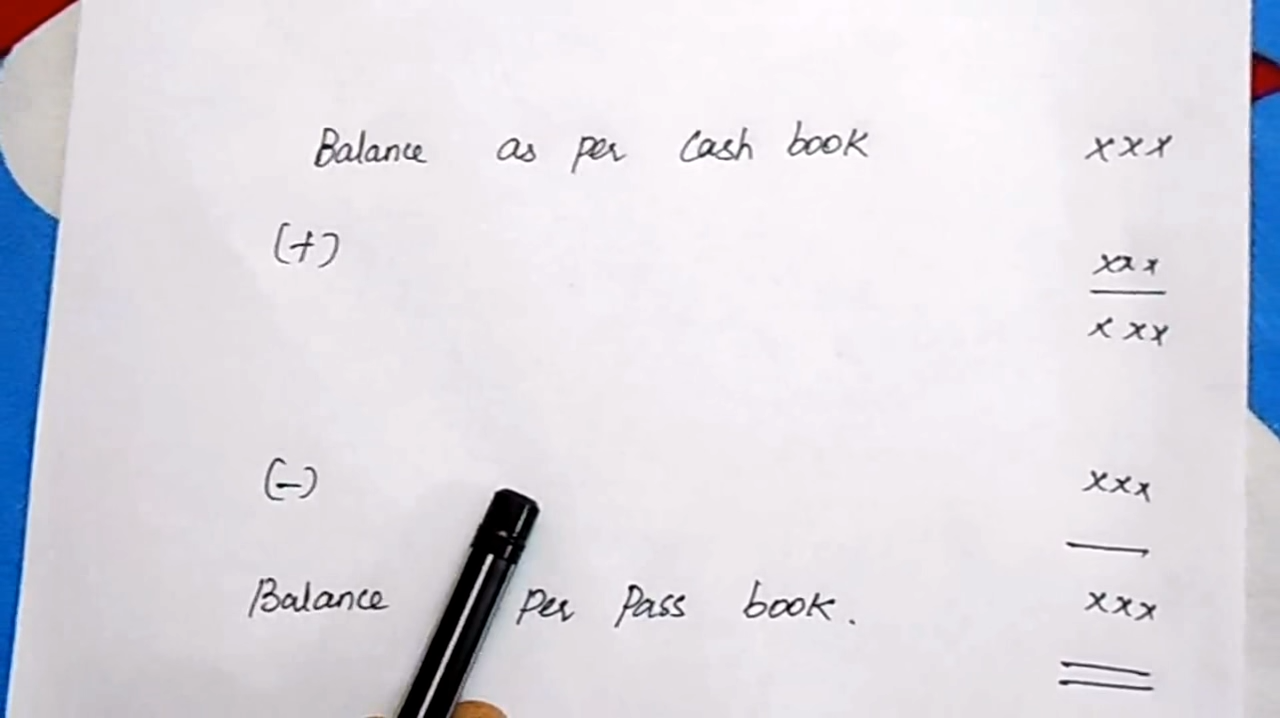 Balance as per Cash book xxx
(+) xxx
xxx
(-) xxx
Balance per Pass book. xxx